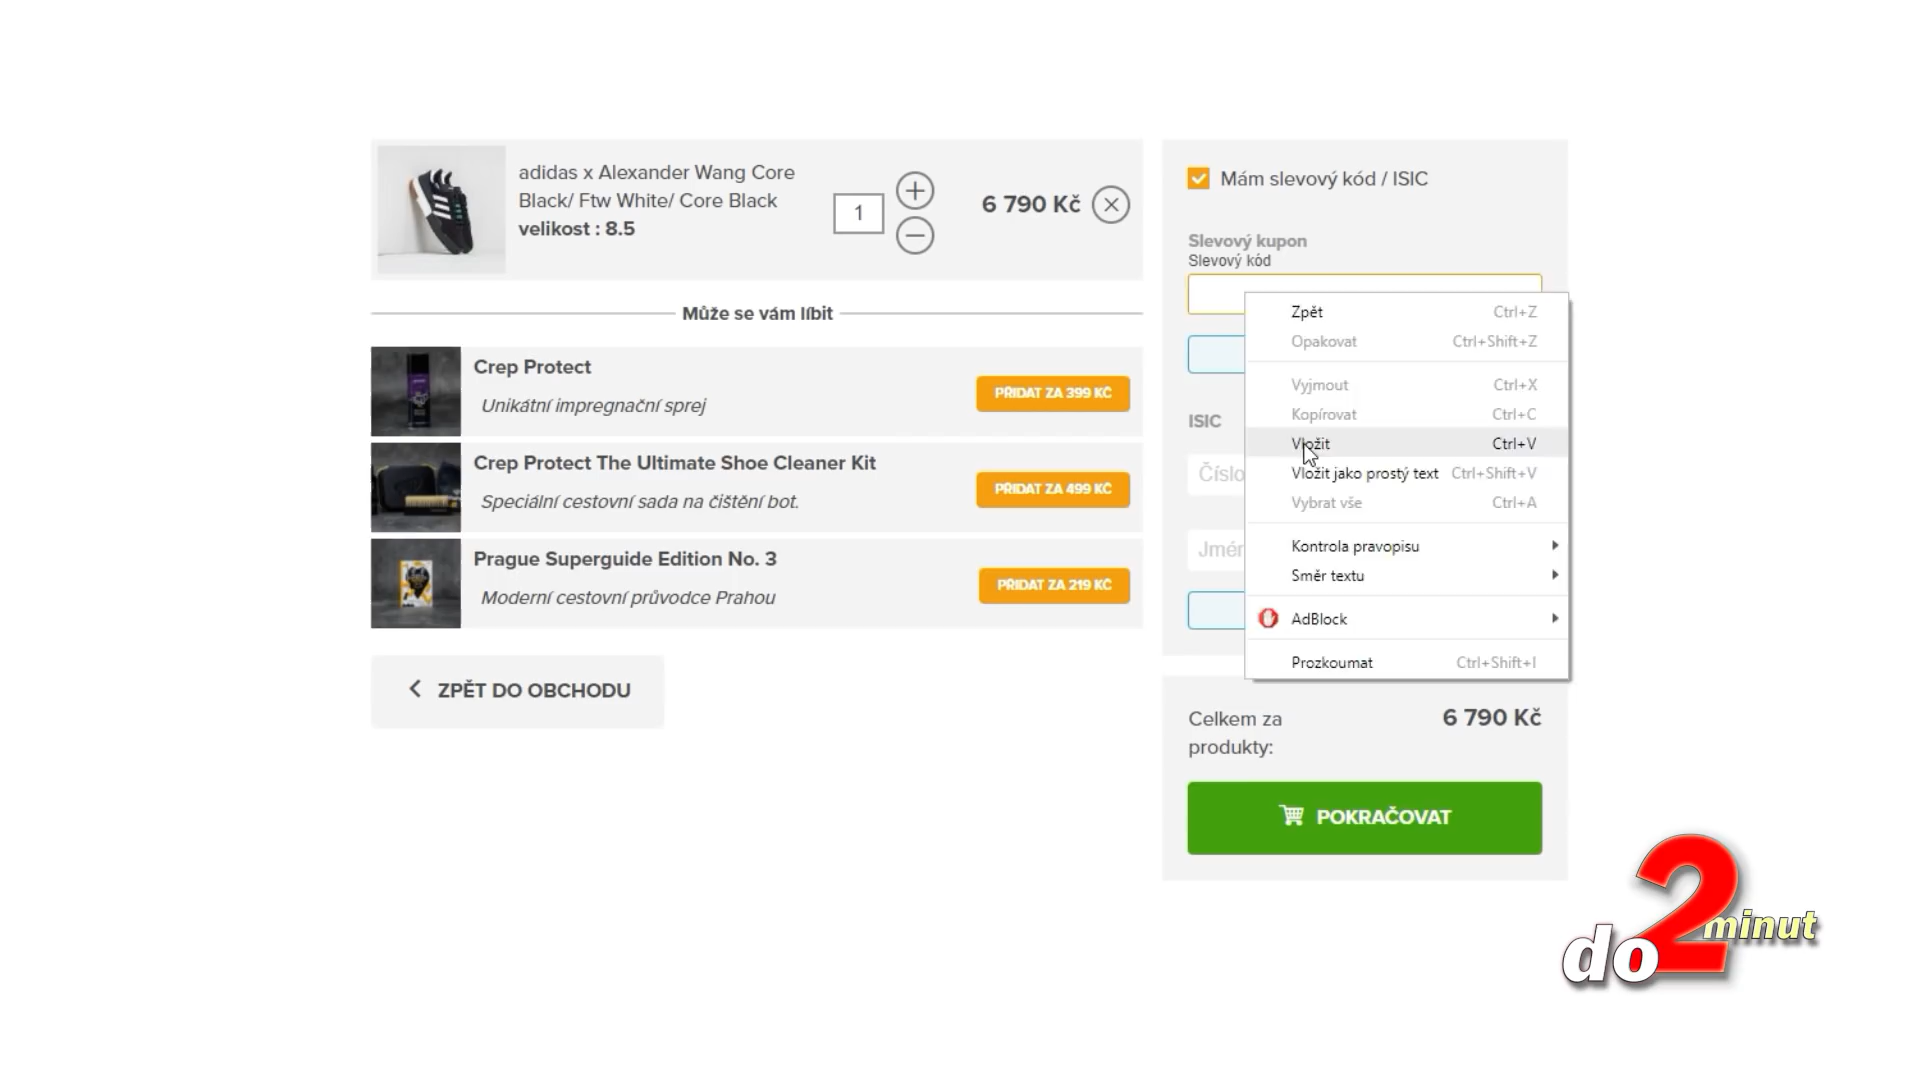 adidas x Alexander Wang Core
Black/ Ftw White/ Core Black
velikost : 8.5
1
6 790 Kč
Může se vám líbit
Crep Protect
Unikátní impregnační sprej
PŘIDAT ZA 399 KČ
Crep Protect The Ultimate Shoe Cleaner Kit
Speciální cestovní sada na čištění bot.
PŘIDAT ZA 499 KČ
Prague Superguide Edition No. 3
Moderní cestovní průvodce Prahou
PŘIDAT ZA 219 KČ
ZPĚT DO OBCHODU
Mám slevový kód / ISIC
Slevový kupon
Slevový kód
ISIC
Číslo
Zpět Ctrl+Z
Opakovat Ctrl+Shift+Z
Vyjmout Ctrl+X
Kopírovat Ctrl+C
Vložit Ctrl+V
Vložit jako prostý text Ctrl+Shift+V
Vybrat vše Ctrl+A
Kontrola pravopisu
Směr textu
AdBlock
Prozkoumat Ctrl+Shift+I
Celkem za
produkty:
6 790 Kč
POKRAČOVAT
do 2 minut